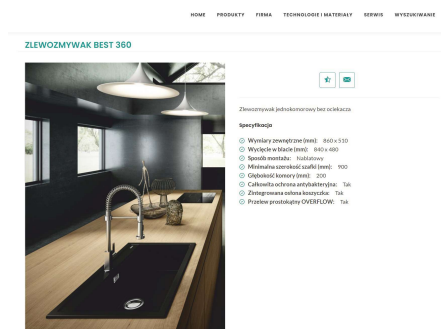 HOME PRODUKTY FIRMA TECHNOLOGIE I MATERIAŁY SERWIS WYSZUKIWANIE
ZLEWOZMYWAK BEST 360
Zlewozmywak jednokomorowy bez ociekacza
Specyfikacja
Wymiary zewnętrzne (mm): 860 x 510
Wycięcie w blacie (mm): 840 x 480
Sposób montażu: Nablatowy
Minimalna szerokość szafki (mm): 900
Głębokość komory (mm): 200
Całkowita ochrona antybakteryjna: Tak
Zintegrowana osłona koszyczka: Tak
Przelew prostokątny OVERFLOW: Tak